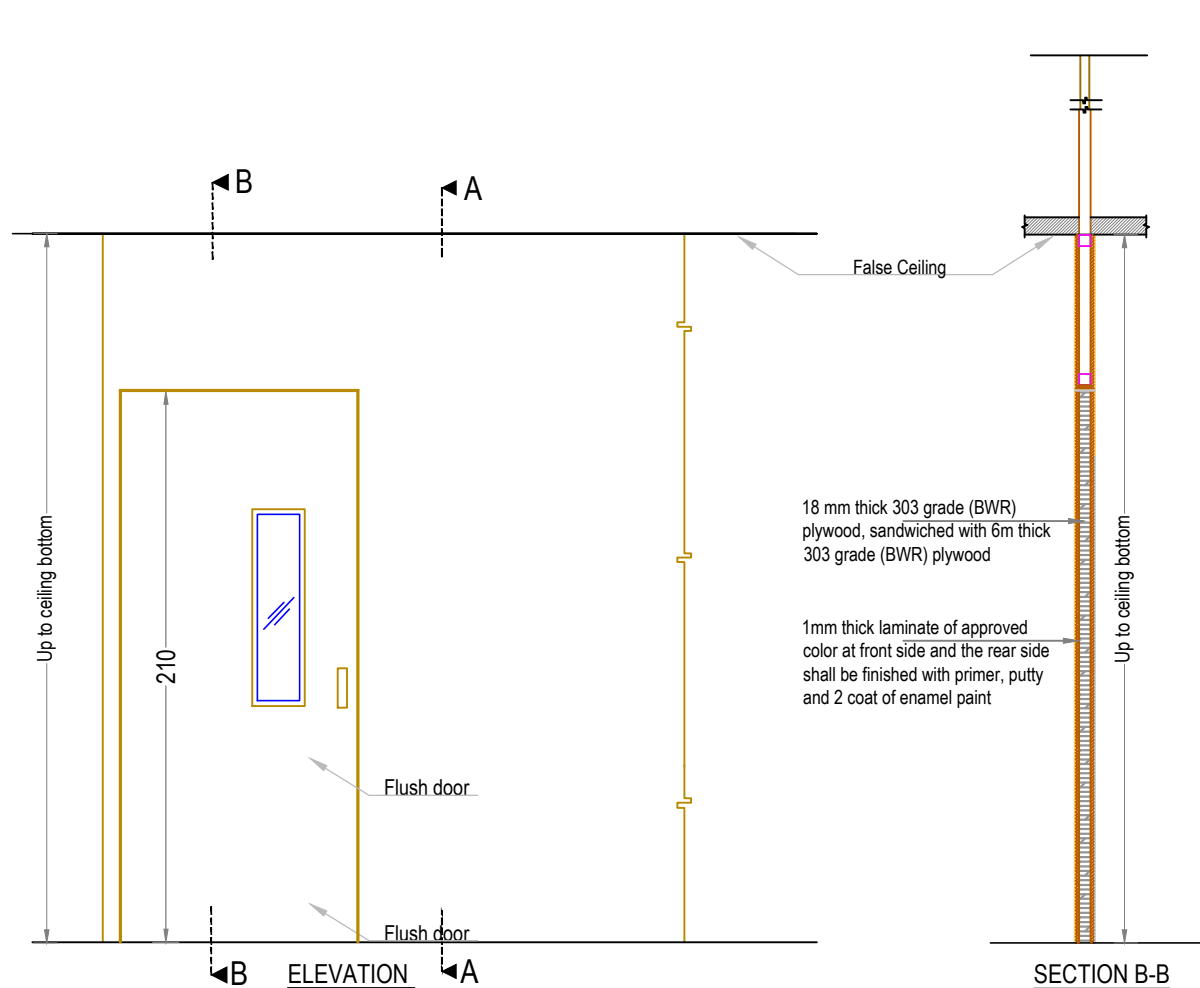 B
A
False Ceiling
Up to ceiling bottom
210
Flush door
Flush door
B
A
ELEVATION
18 mm thick 303 grade (BWR)
plywood, sandwiched with 6m thick
303 grade (BWR) plywood
1mm thick laminate of approved
color at front side and the rear side
shall be finished with primer, putty
and 2 coat of enamel paint
Up to ceiling bottom
SECTION B-B